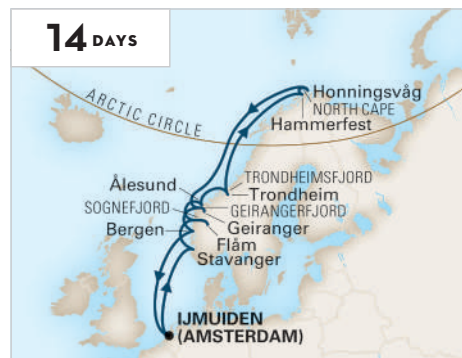 14 DAYS
ARCTIC CIRCLE
Honningsvåg
NORTH CAPE
Hammerfest
Ålesund
TRONDHEIMSFJORD
Trondheim
SOGNEFJORD
GEIRANGERFJORD
Geiranger
Bergen
Flåm
Stavanger
IJMUIDEN
(AMSTERDAM)